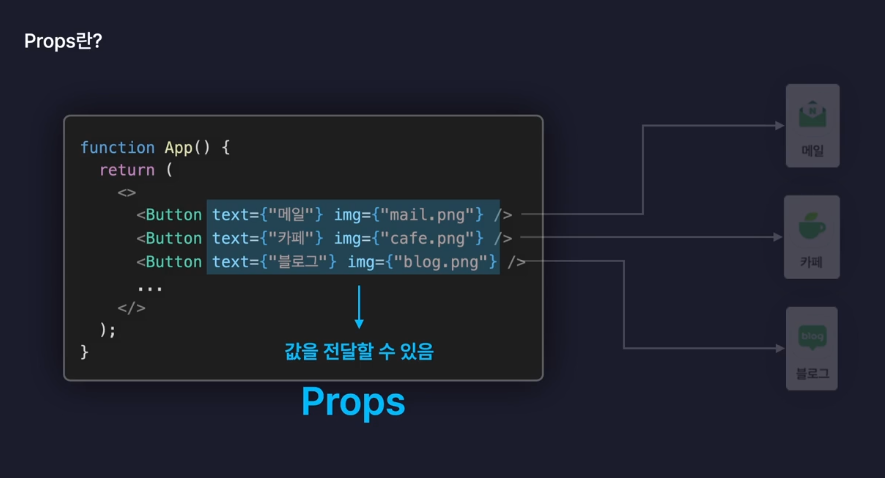 Props란?
function App() {
return (
<>
<Button text={"메일"} img={"mail.png"} />
<Button text={"카페"} img={"cafe.png"} />
<Button text={"블로그"} img={"blog.png"} />
...
</>
);
}
값을 전달할 수 있음
Props
N
메일
카페
blog
블로그